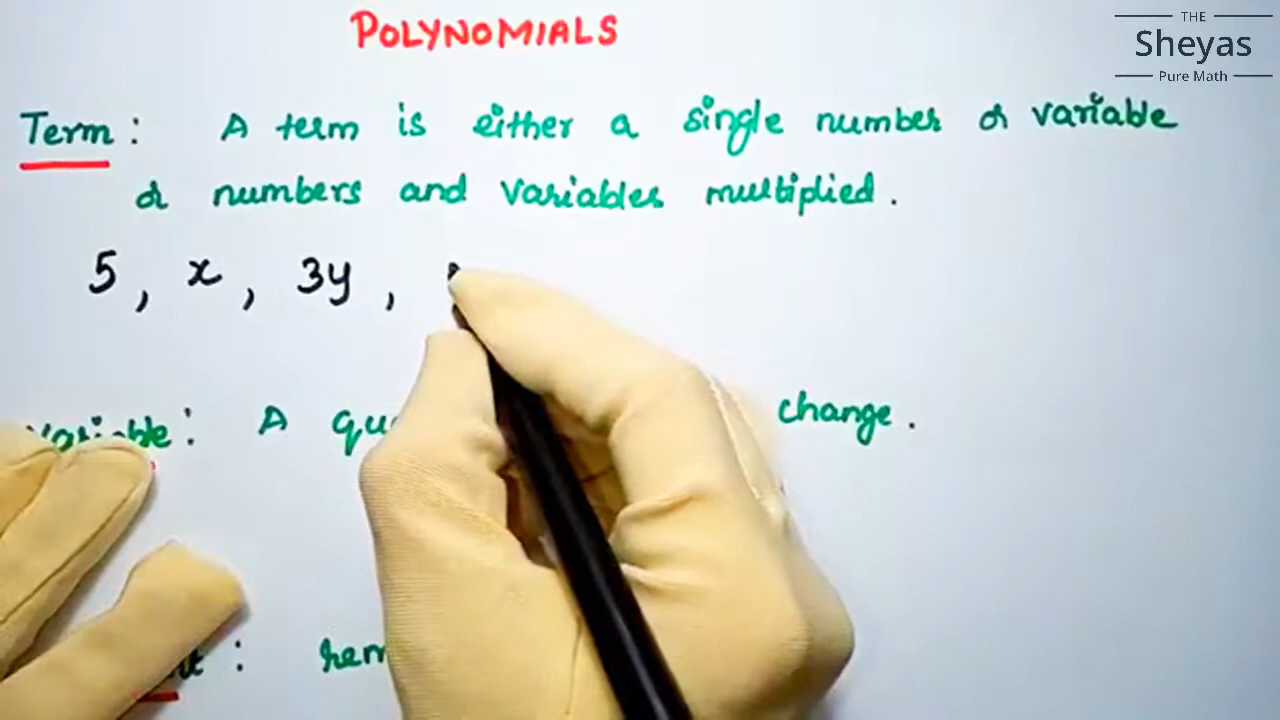 POLYNOMIALS
THE
Sheyas
Pure Math
Term : A term is either a single number or variable
or numbers and variables multiplied .
5 , x , 3y ,
A change .